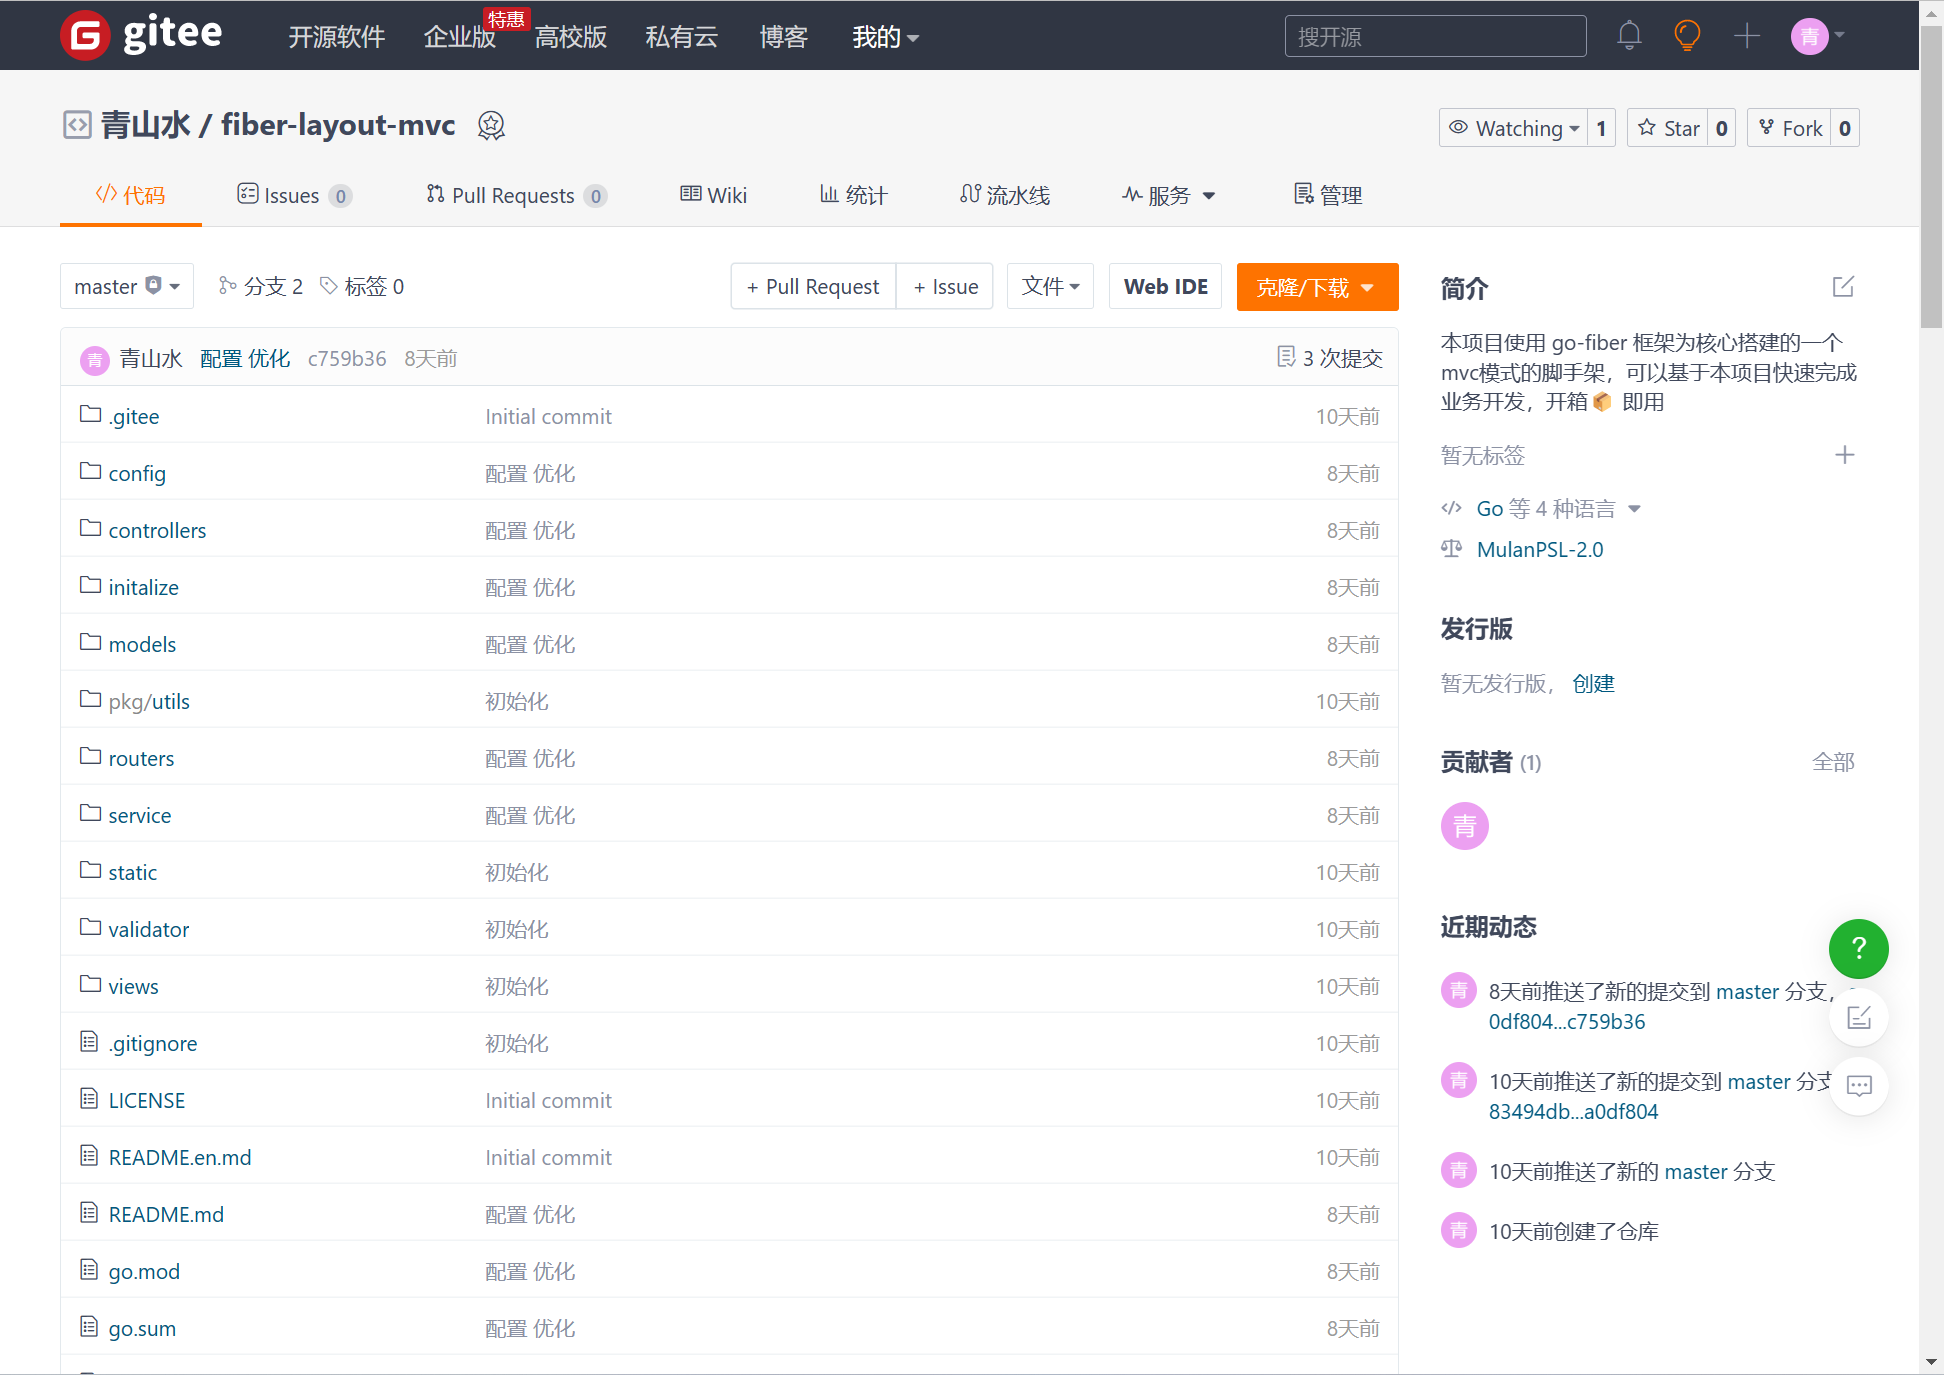 gitee 开源软件 企业版 特惠 高校版 私有云 博客 我的 搜开源 青
青山水 / fiber-layout-mvc Watching 1 Star 0 Fork 0
代码 Issues 0 Pull Requests 0 Wiki 统计 流水线 服务 管理
master 分支 2 标签 0 + Pull Request + Issue 文件 Web IDE 克隆/下载
青 青山水 配置 优化 c759b36 8天前 3 次提交
.gitee Initial commit 10天前
config 配置 优化 8天前
controllers 配置 优化 8天前
initalize 配置 优化 8天前
models 配置 优化 8天前
pkg/utils 初始化 10天前
routers 配置 优化 8天前
service 配置 优化 8天前
static 初始化 10天前
validator 初始化 10天前
views 初始化 10天前
.gitignore 初始化 10天前
LICENSE Initial commit 10天前
README.en.md Initial commit 10天前
README.md 配置 优化 8天前
go.mod 配置 优化 8天前
go.sum 配置 优化 8天前
简介
本项目使用 go-fiber 框架为核心搭建的一个
mvc模式的脚手架，可以基于本项目快速完成
业务开发，开箱📦 即用
暂无标签
Go 等 4 种语言
MulanPSL-2.0
发行版
暂无发行版， 创建
贡献者 (1) 全部
青
近期动态
?
青 8天前推送了新的提交到 master 分支,
0df804...c759b36
青 10天前推送了新的提交到 master 分支
83494db...a0df804
青 10天前推送了新的 master 分支
青 10天前创建了仓库